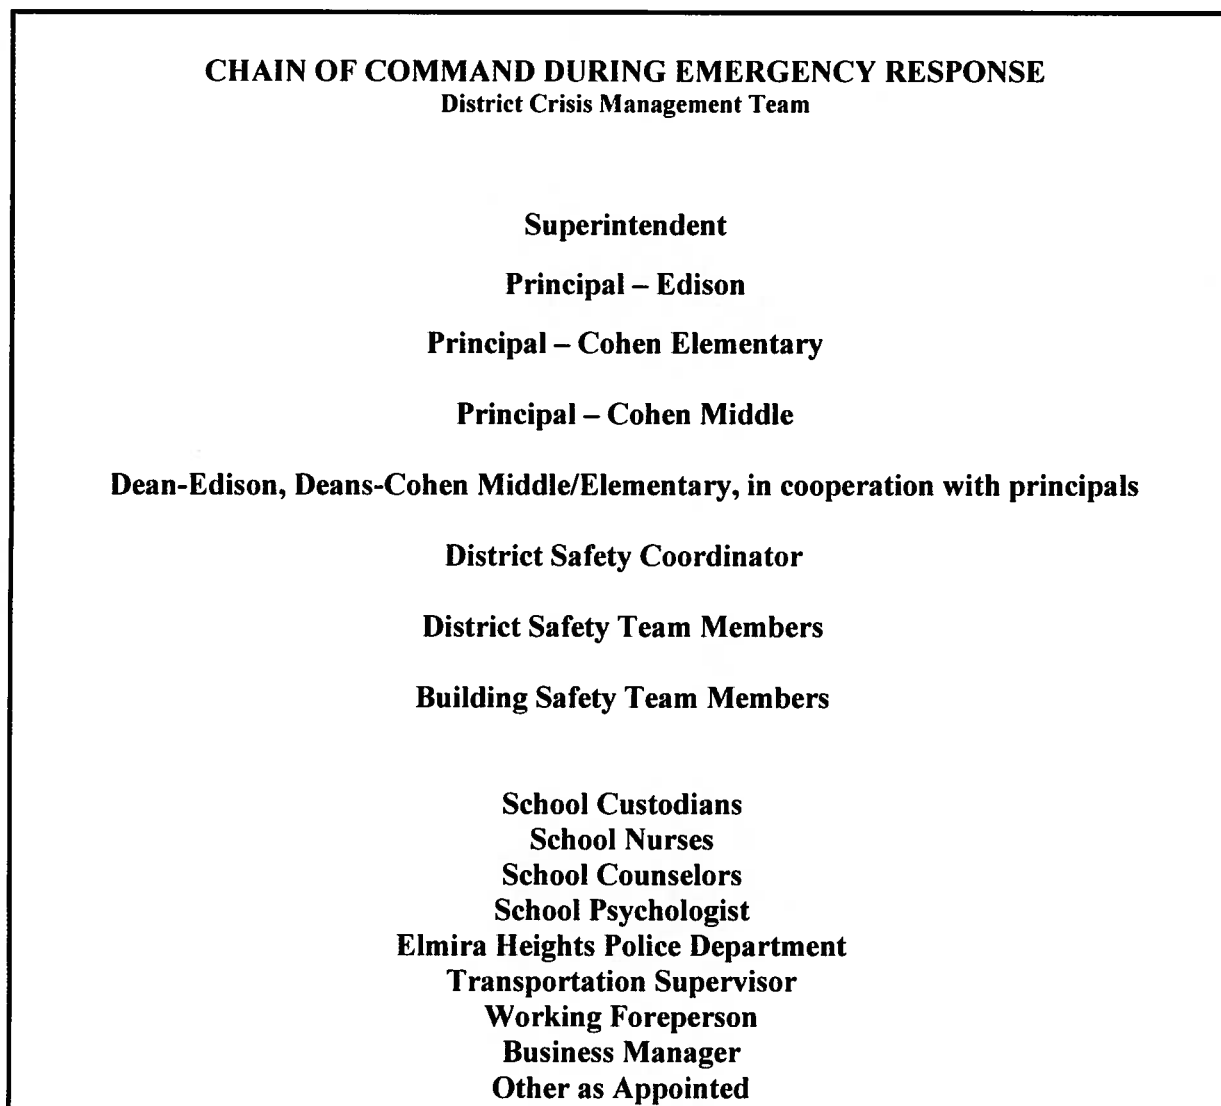 CHAIN OF COMMAND DURING EMERGENCY RESPONSE
District Crisis Management Team
Superintendent
Principal – Edison
Principal – Cohen Elementary
Principal – Cohen Middle
Dean-Edison, Deans-Cohen Middle/Elementary, in cooperation with principals
District Safety Coordinator
District Safety Team Members
Building Safety Team Members
School Custodians
School Nurses
School Counselors
School Psychologist
Elmira Heights Police Department
Transportation Supervisor
Working Foreperson
Business Manager
Other as Appointed